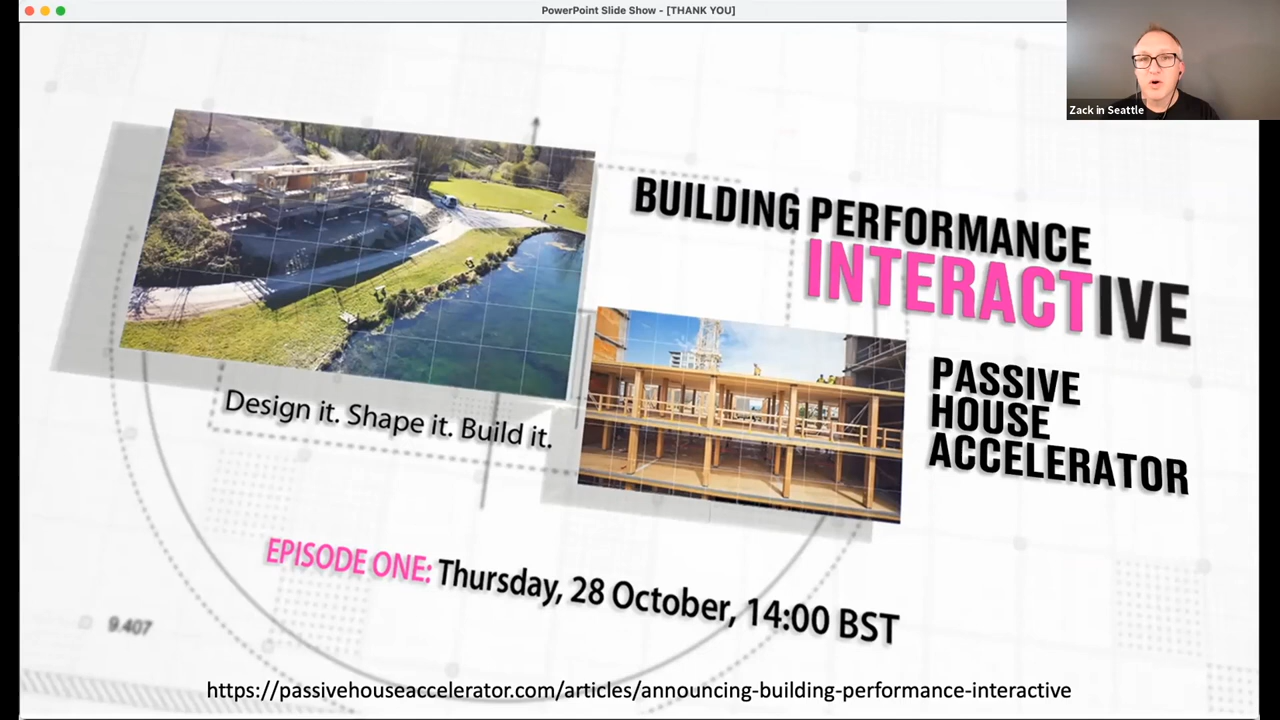 PowerPoint Slide Show - [THANK YOU]
Zack in Seattle
BUILDING PERFORMANCE
INTERACTIVE
PASSIVE
HOUSE
ACCELERATOR
Design it. Shape it. Build it.
EPISODE ONE: Thursday, 28 October, 14:00 BST
9.407
https://passivehouseaccelerator.com/articles/announcing-building-performance-interactive